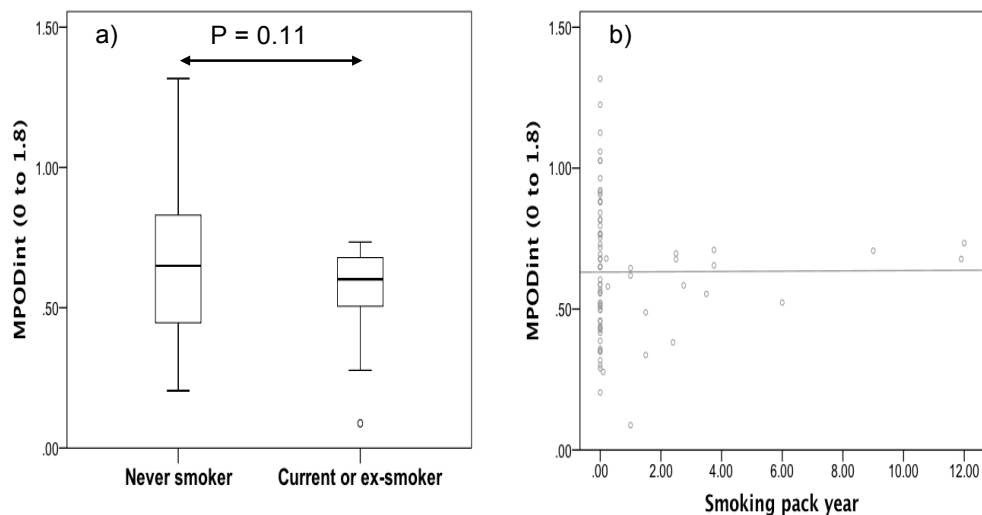 a)
P = 0.11
MPODint (0 to 1.8)
1.50
1.00
.50
.00
Never smoker
Current or ex-smoker
b)
MPODint (0 to 1.8)
1.50
1.00
.50
.00
.00 2.00 4.00 6.00 8.00 10.00 12.00
Smoking pack year